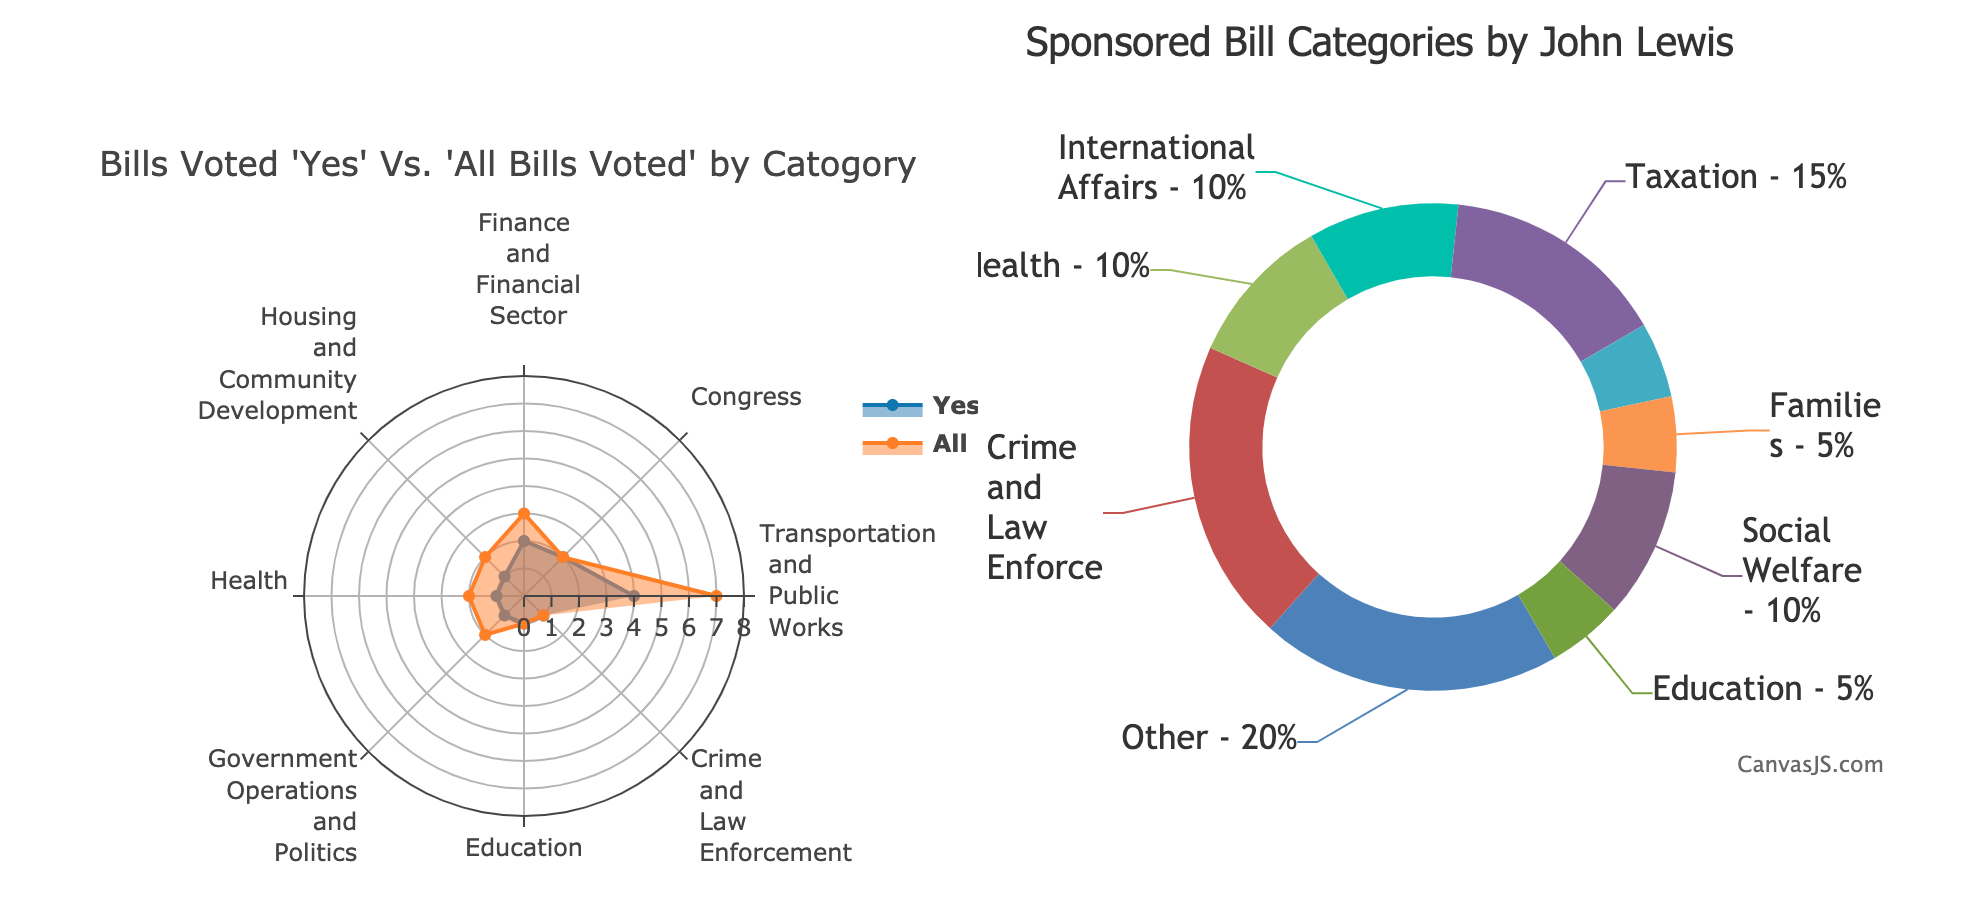 Sponsored Bill Categories by John Lewis
Bills Voted 'Yes' Vs. 'All Bills Voted' by Catogory
Finance
and
Financial
Sector
Housing
and
Community
Development
Congress
Yes
All
Health
Transportation
and
Public
Works
0 1 2 3 4 5 6 7 8
Government
Operations
and
Politics
Education
Crime
and
Law
Enforcement
International
Affairs - 10%
Taxation - 15%
lealth - 10%
Familie
s - 5%
Crime
and
Law
Enforce
Social
Welfare
- 10%
Education - 5%
Other - 20%
CanvasJS.com